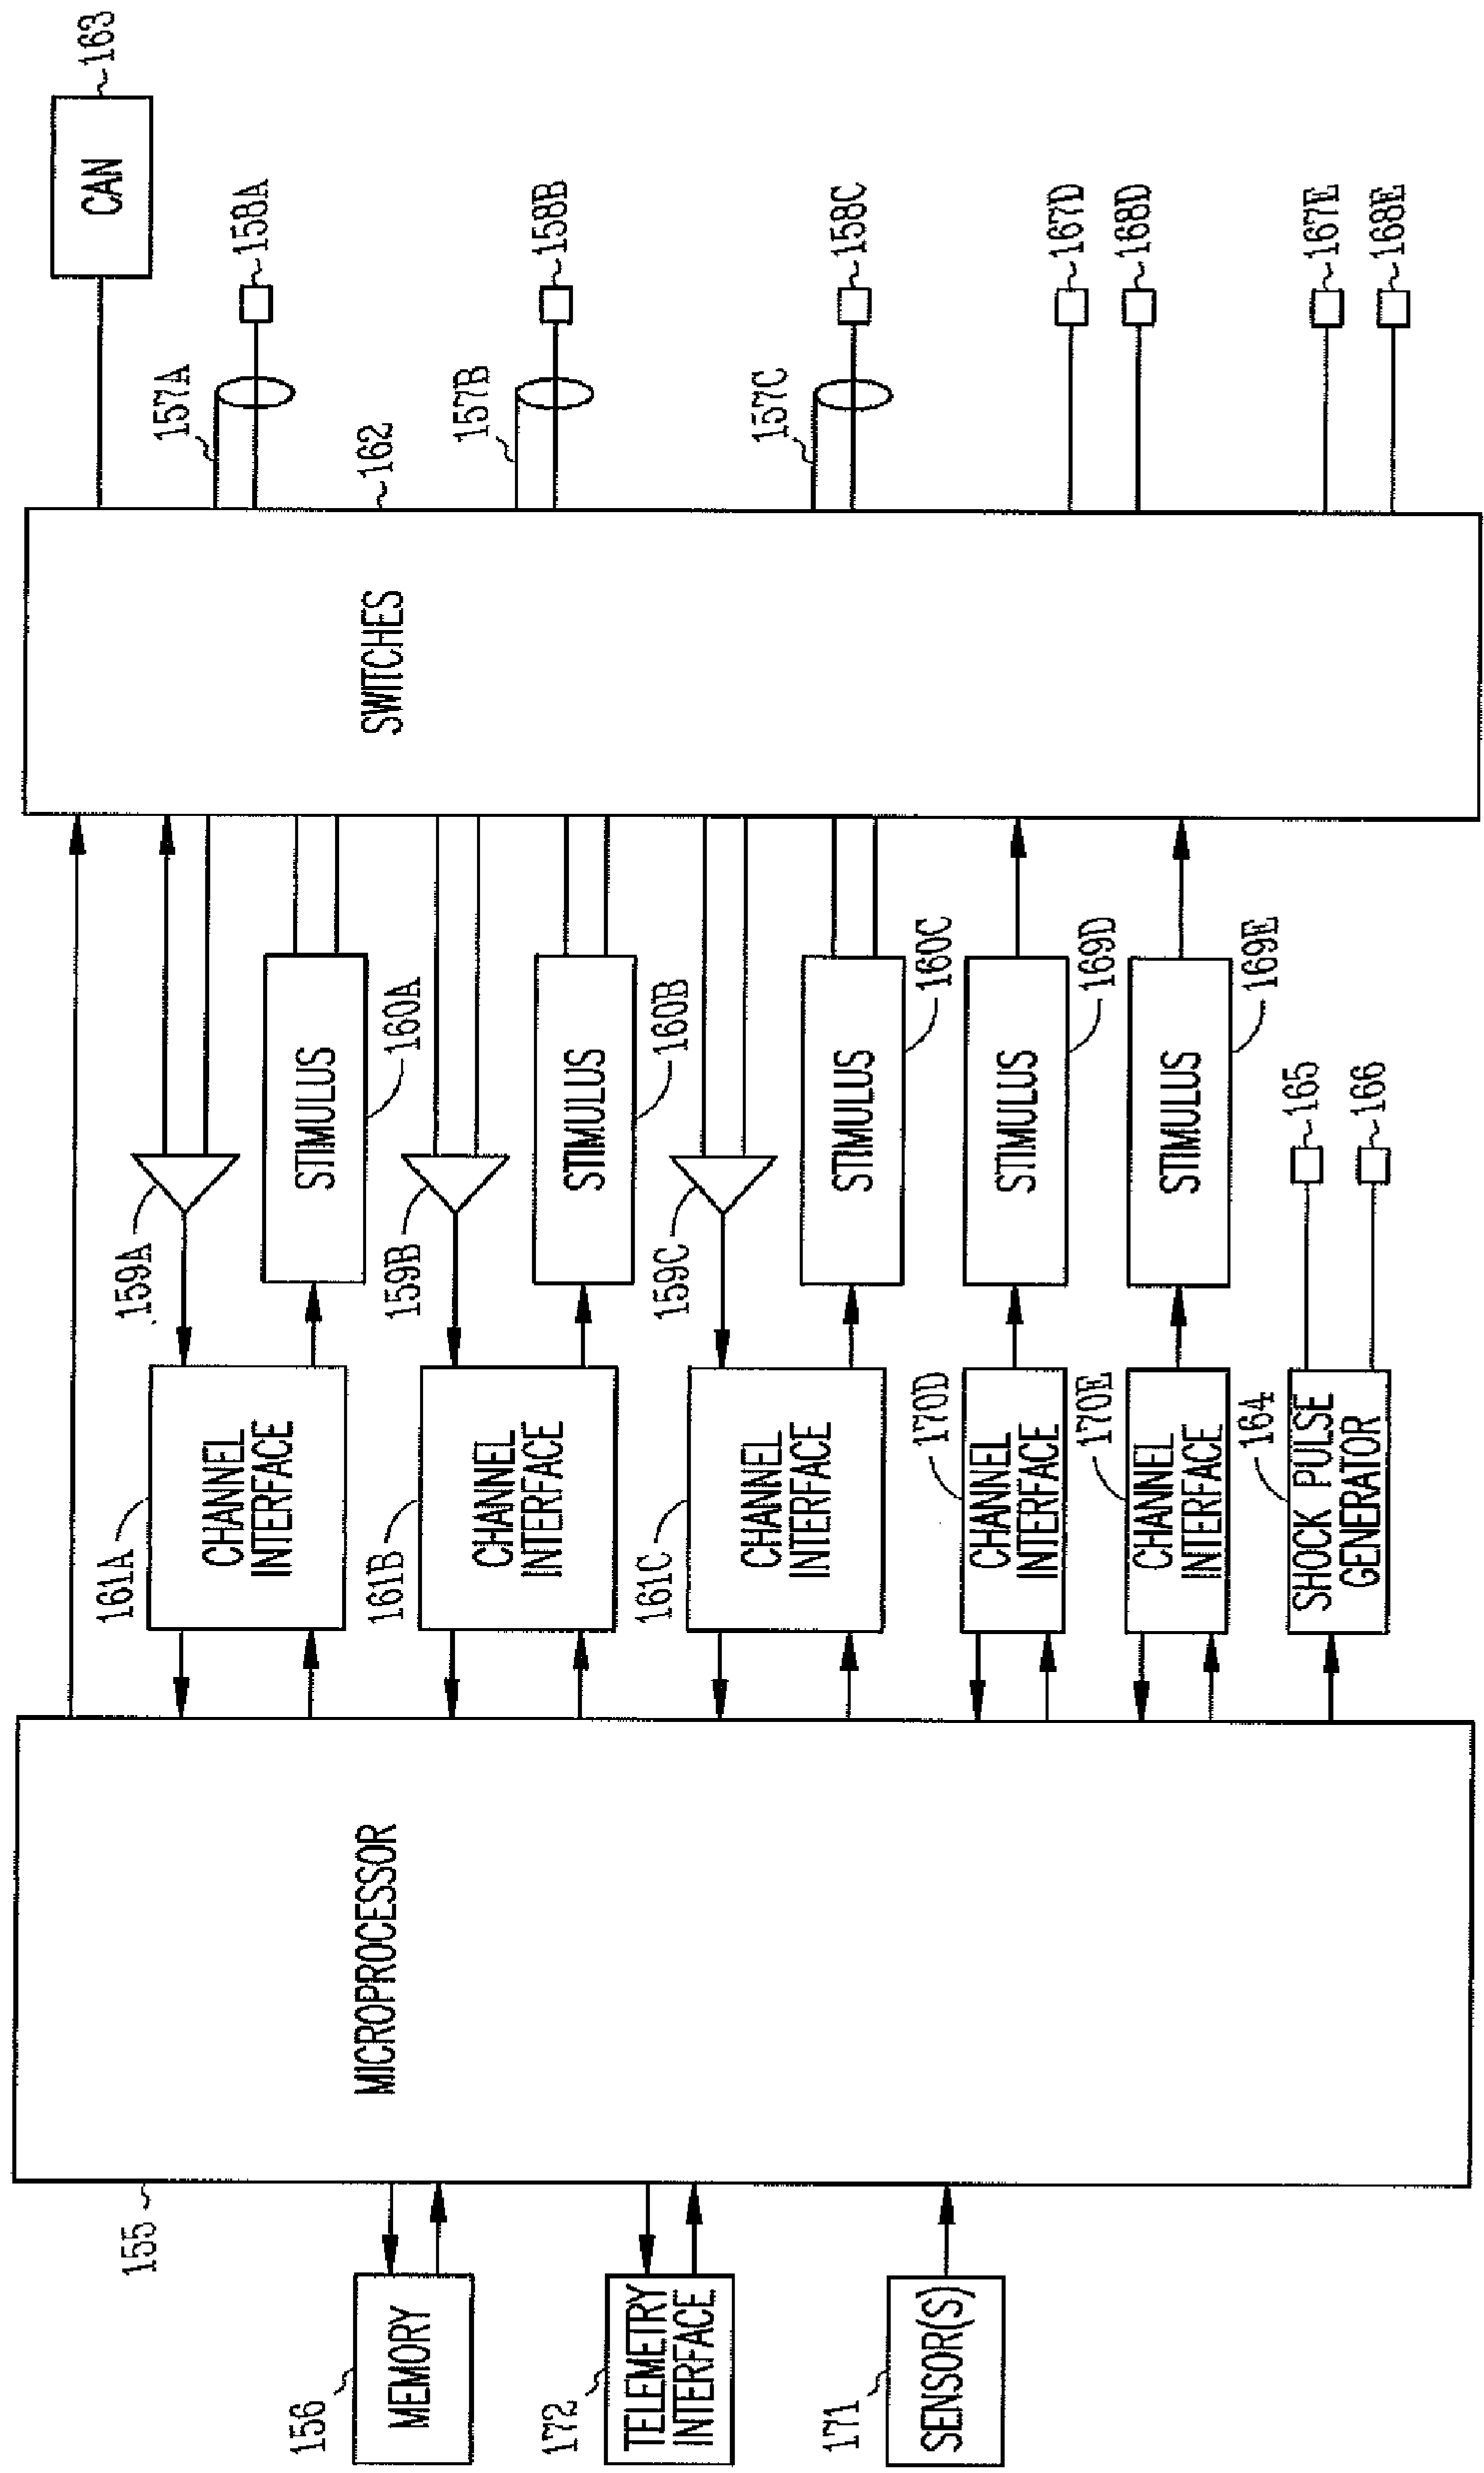 155
MICROPROCESSOR
156
MEMORY
172
TELEMETRY
INTERFACE
171
SENSOR(S)
161A
CHANNEL
INTERFACE
159A
STIMULUS
160A
161B
CHANNEL
INTERFACE
159B
STIMULUS
160B
161C
CHANNEL
INTERFACE
159C
STIMULUS
160C
170D
CHANNEL
INTERFACE
STIMULUS
169D
170E
CHANNEL
INTERFACE
STIMULUS
169E
164
SHOCK PULSE
GENERATOR
165
166
SWITCHES
162
CAN
163
157A
158A
157B
158B
157C
158C
167D
168D
167E
168E